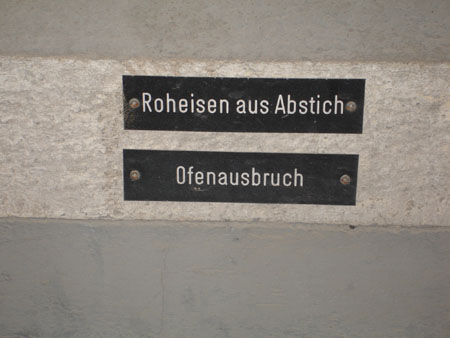 Roheisen aus Abstich
Ofenausbruch